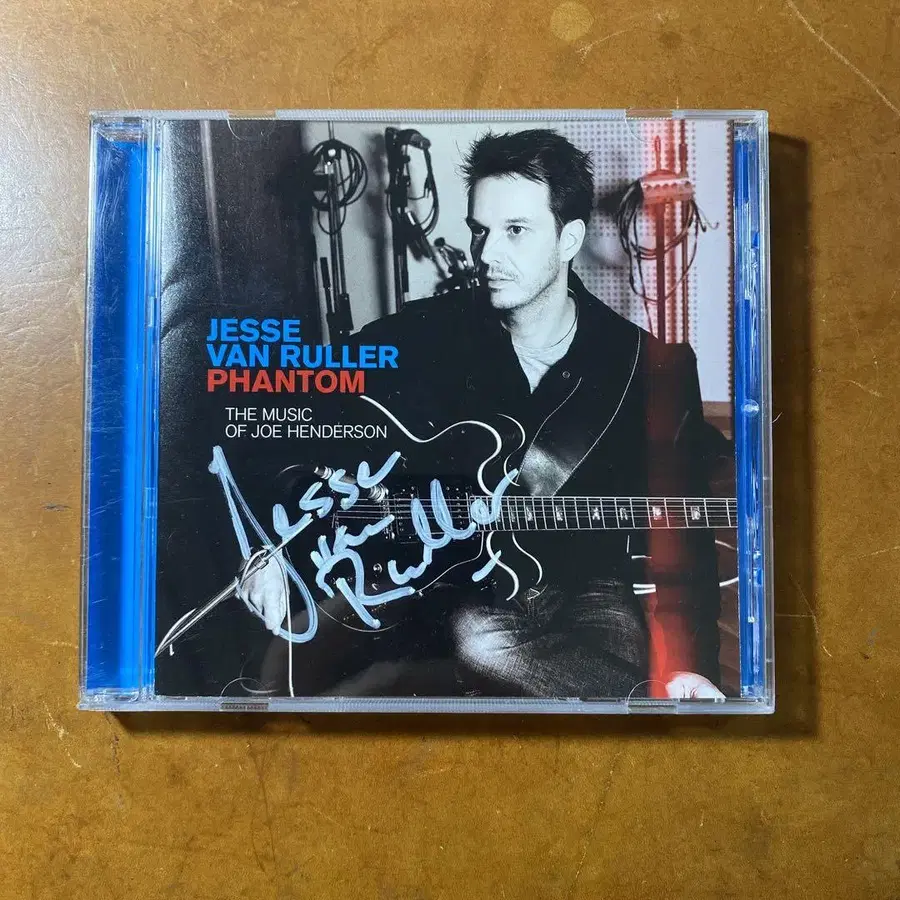 JESSE
VAN RULLER
PHANTOM
THE MUSIC
OF JOE HENDERSON
Jesse
van
Ruller